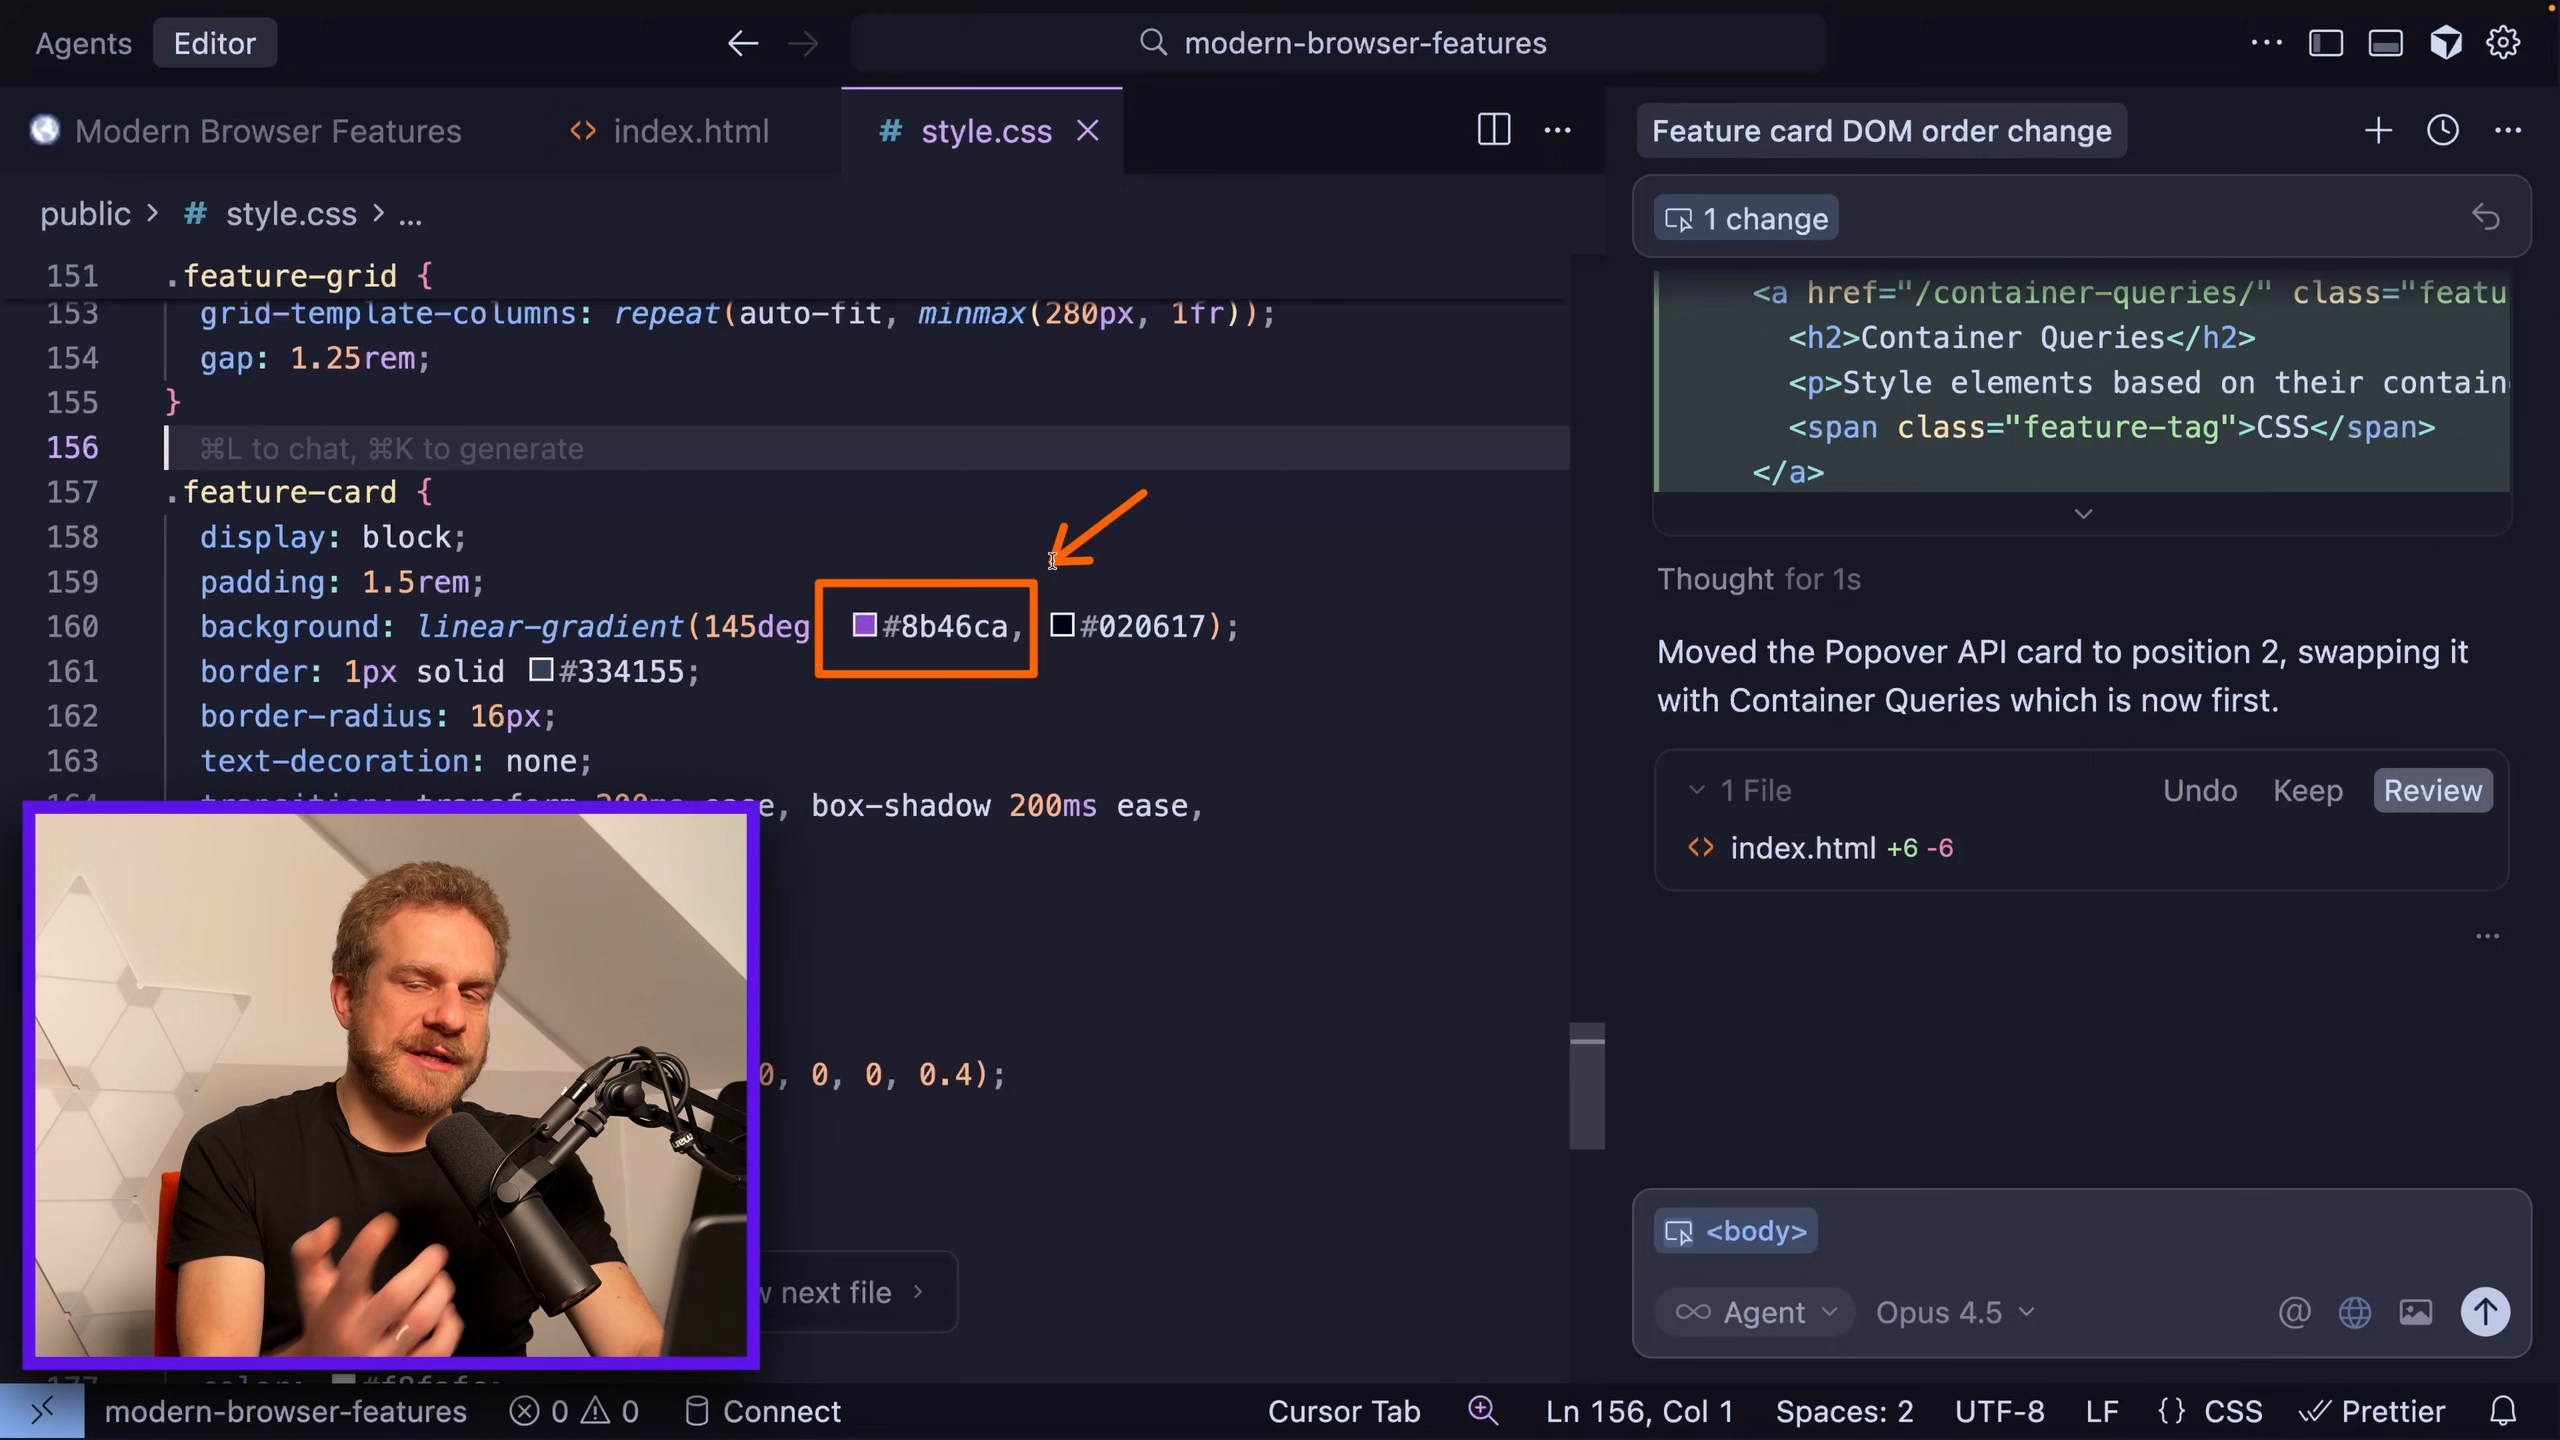 Agents Editor
modern-browser-features
Modern Browser Features
index.html
# style.css
public > # style.css > ...
151 .feature-grid {
153 grid-template-columns: repeat(auto-fit, minmax(280px, 1fr));
154 gap: 1.25rem;
155 }
156 ⌘L to chat, ⌘K to generate
157 .feature-card {
158 display: block;
159 padding: 1.5rem;
160 background: linear-gradient(145deg #8b46ca, #020617);
161 border: 1px solid #334155;
162 border-radius: 16px;
163 text-decoration: none;
164 transition: transform 200ms ease, box-shadow 200ms ease,
0, 0, 0, 0.4);
next file >
modern-browser-features 0 0 Connect
Feature card DOM order change
1 change
<a href="/container-queries/" class="featu
<h2>Container Queries</h2>
<p>Style elements based on their contain
<span class="feature-tag">CSS</span>
</a>
Thought for 1s
Moved the Popover API card to position 2, swapping it
with Container Queries which is now first.
1 File Undo Keep Review
index.html +6 -6
<body>
Agent Opus 4.5
Cursor Tab Ln 156, Col 1 Spaces: 2 UTF-8 LF {} CSS Prettier